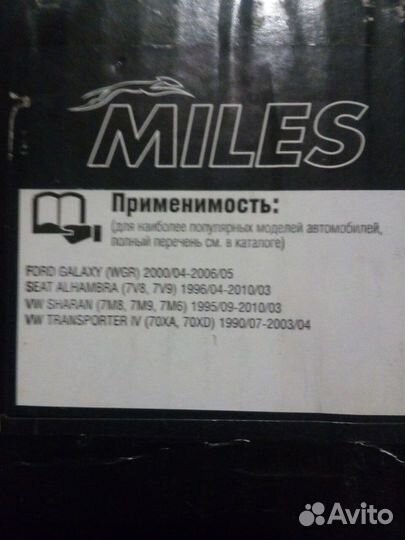 MILES
Применимость:
(для наиболее популярных моделей автомобилей,
полный перечень см. в каталоге)
FORD GALAXY (WGR) 2000/04-2006/05
SEAT ALHAMBRA (7V8, 7V9) 1996/04-2010/03
VW SHARAN (7M8, 7M9, 7M6) 1995/09-2010/03
VW TRANSPORTER IV (70XA, 70XD) 1990/07-2003/04
Avito